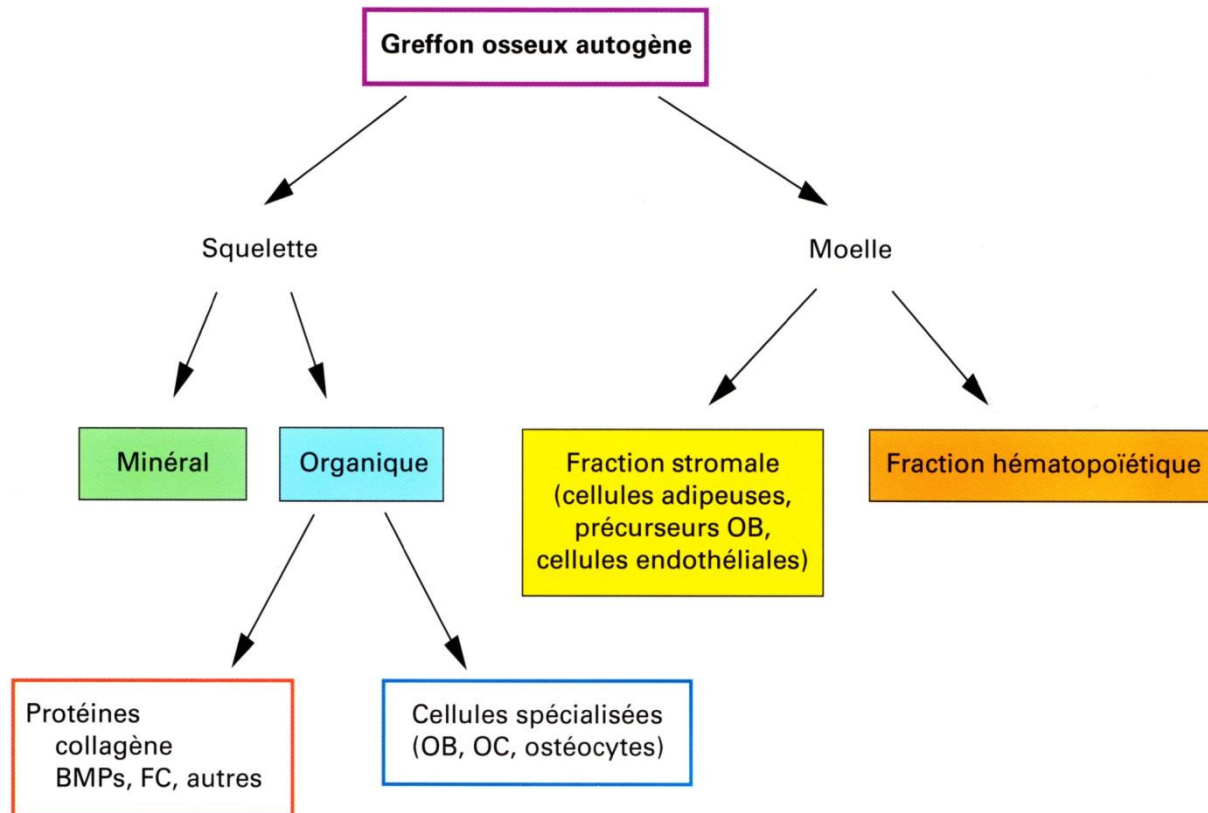 Greffon osseux autogène
Squelette
Moelle
Minéral
Organique
Fraction stromale
(cellules adipeuses,
précurseurs OB,
cellules endothéliales)
Fraction hématopoïétique
Protéines
collagène
BMPs, FC, autres
Cellules spécialisées
(OB, OC, ostéocytes)